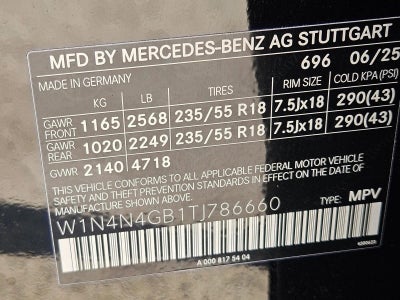 MFD BY MERCEDES-BENZ AG STUTTGART
MADE IN GERMANY 696 06/25
KG LB TIRES RIM SIZE COLD KPA(PSI)
GAWR FRONT 1165 2568 235/55 R18 7.5Jx18 290(43)
GAWR REAR 1020 2249 235/55 R18 7.5Jx18 290(43)
GVWR 2140 4718
THIS VEHICLE CONFORMS TO ALL APPLICABLE FEDERAL MOTOR VEHICLE
SAFETY AND THEFT PREVENTION STANDARDS IN EFFECT ON THE DATE OF MANUFACTURE SHOWN ABOVE.
W1N4N4GB1TJ786660 TYPE: MPV
A 000 817 54 04